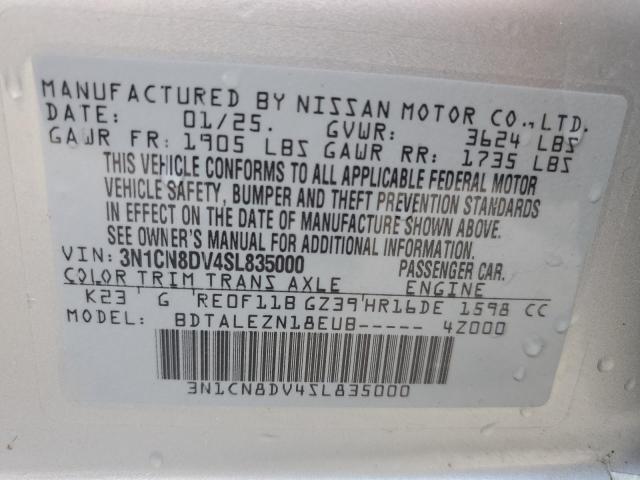 MANUFACTURED BY NISSAN MOTOR CO., LTD.
DATE: 01/25. GVWR: 3624 LBS
GAWR FR: 1905 LBS GAWR RR: 1735 LBS
THIS VEHICLE CONFORMS TO ALL APPLICABLE FEDERAL MOTOR
VEHICLE SAFETY, BUMPER AND THEFT PREVENTION STANDARDS
IN EFFECT ON THE DATE OF MANUFACTURE SHOWN ABOVE.
SEE OWNER'S MANUAL FOR ADDITIONAL INFORMATION.
VIN: 3N1CN8DV4SL835000 PASSENGER CAR.
COLOR TRIM TRANS AXLE ENGINE
K23 G RE0F11B GZ39 HR16DE 1598 CC
MODEL: BDTALEZN18EUB----- 4Z000
3N1CN8DV4SL835000